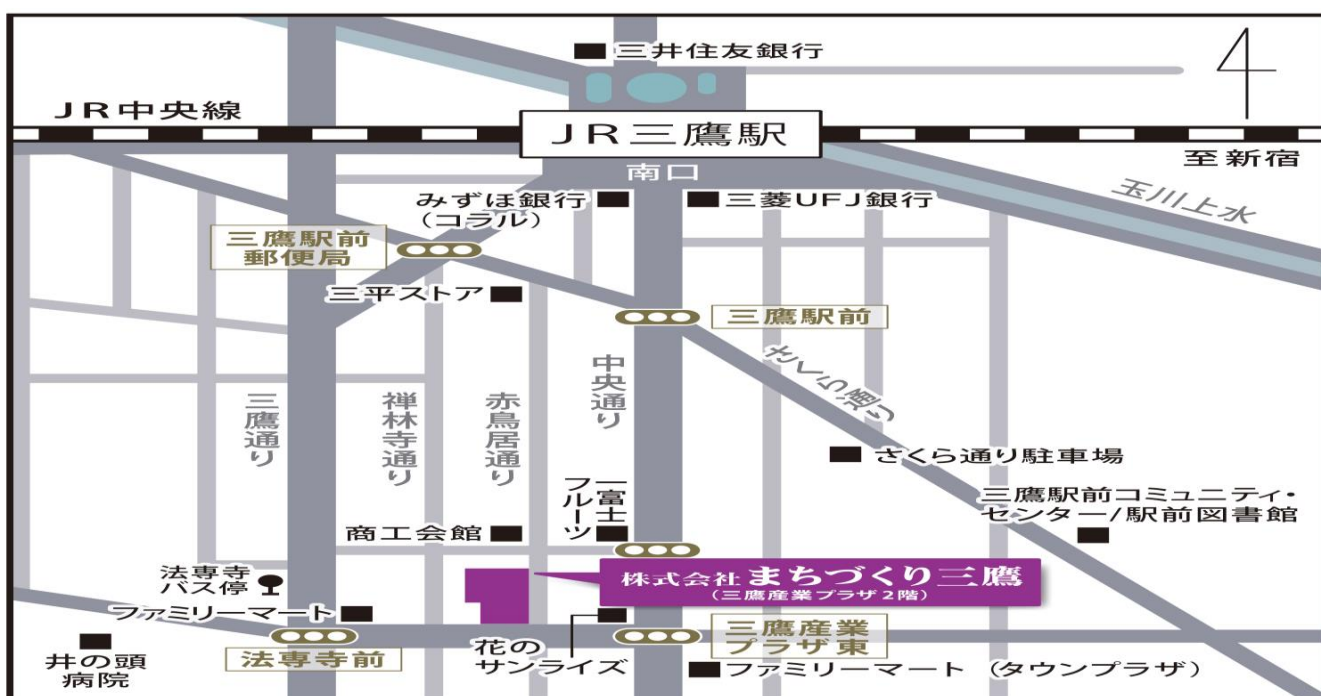 三井住友銀行
4
JR中央線
JR三鷹駅
至新宿
南口
みずほ銀行
(コラル)
三菱UFJ銀行
玉川上水
三鷹駅前
郵便局
三平ストア
三鷹駅前
さくら通り
三鷹通り
禅林寺通り
赤鳥居通り
中央通り
さくら通り駐車場
一富士
フルーツ
三鷹駅前コミュニティ・
センター/駅前図書館
商工会館
法専寺
バス停
株式会社 まちづくり三鷹
(三鷹産業プラザ2階)
ファミリーマート
井の頭
病院
法専寺前
花の
サンライズ
三鷹産業
プラザ東
ファミリーマート (タウンプラザ)